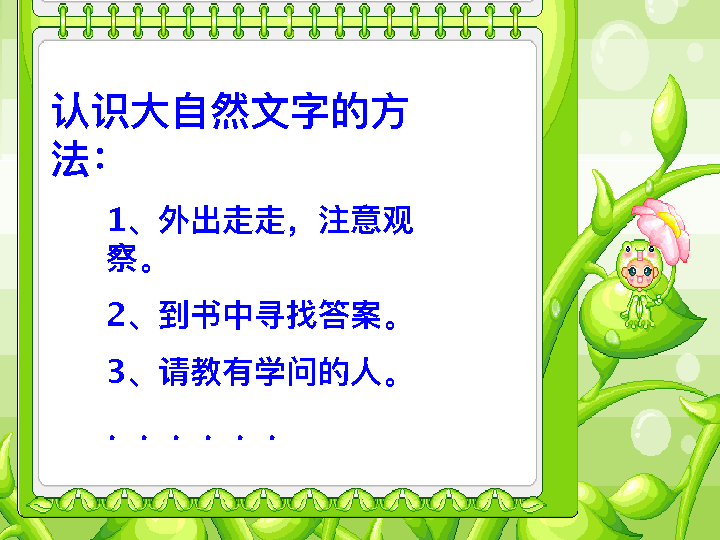 认识大自然文字的方
法：
1、外出走走，注意观
察。
2、到书中寻找答案。
3、请教有学问的人。
．．．．．．